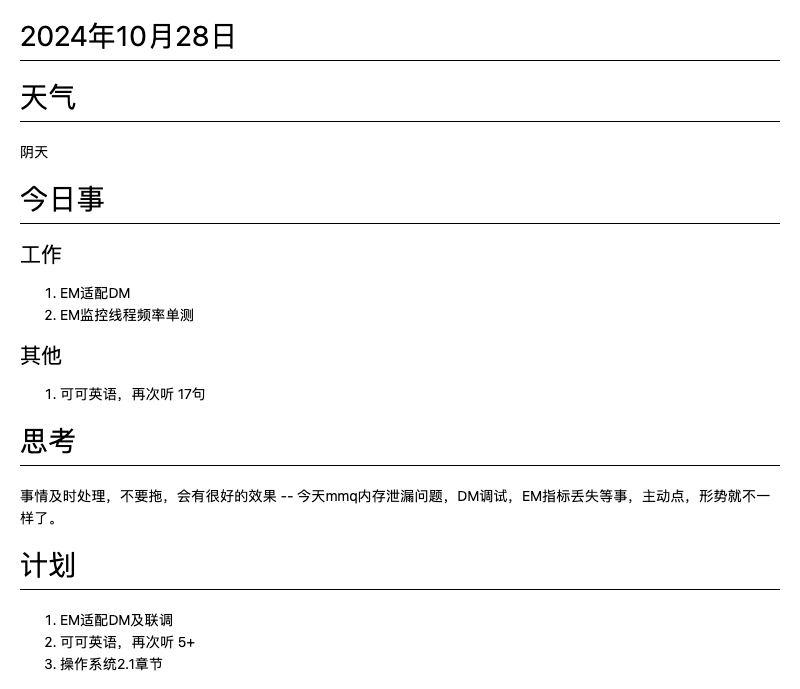 2024年10月28日
天气
阴天
今日事
工作
1. EM适配DM
2. EM监控线程频率单测
其他
1. 可可英语，再次听 17句
思考
事情及时处理，不要拖，会有很好的效果 -- 今天mmq内存泄漏问题，DM调试，EM指标丢失等事，主动点，形势就不一
样了。
计划
1. EM适配DM及联调
2. 可可英语，再次听 5+
3. 操作系统2.1章节